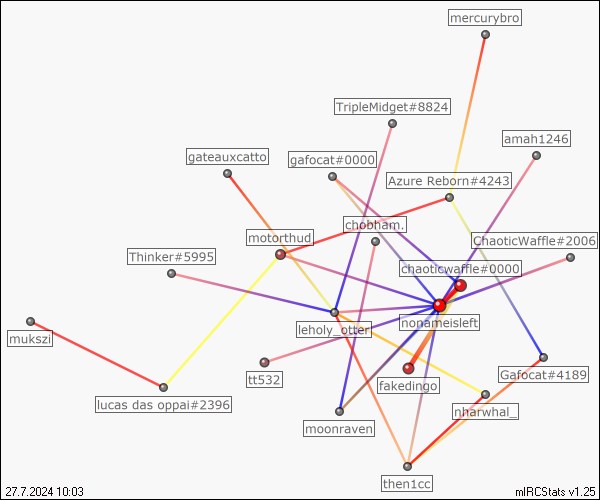 mercurybro
TripleMidget#8824
amah1246
gateauxcatto
gafocat#0000
Azure Reborn#4243
chobham.
motorthud
ChaoticWaffle#2006
Thinker#5995
chaoticwaffle#0000
leholy_otter
nonameisleft
mukszi
Gafocat#4189
tt532
fakedingo
lucas das oppai#2396
nharwhal_
moonraven
then1cc
27.7.2024 10:03
mIRCStats v1.25